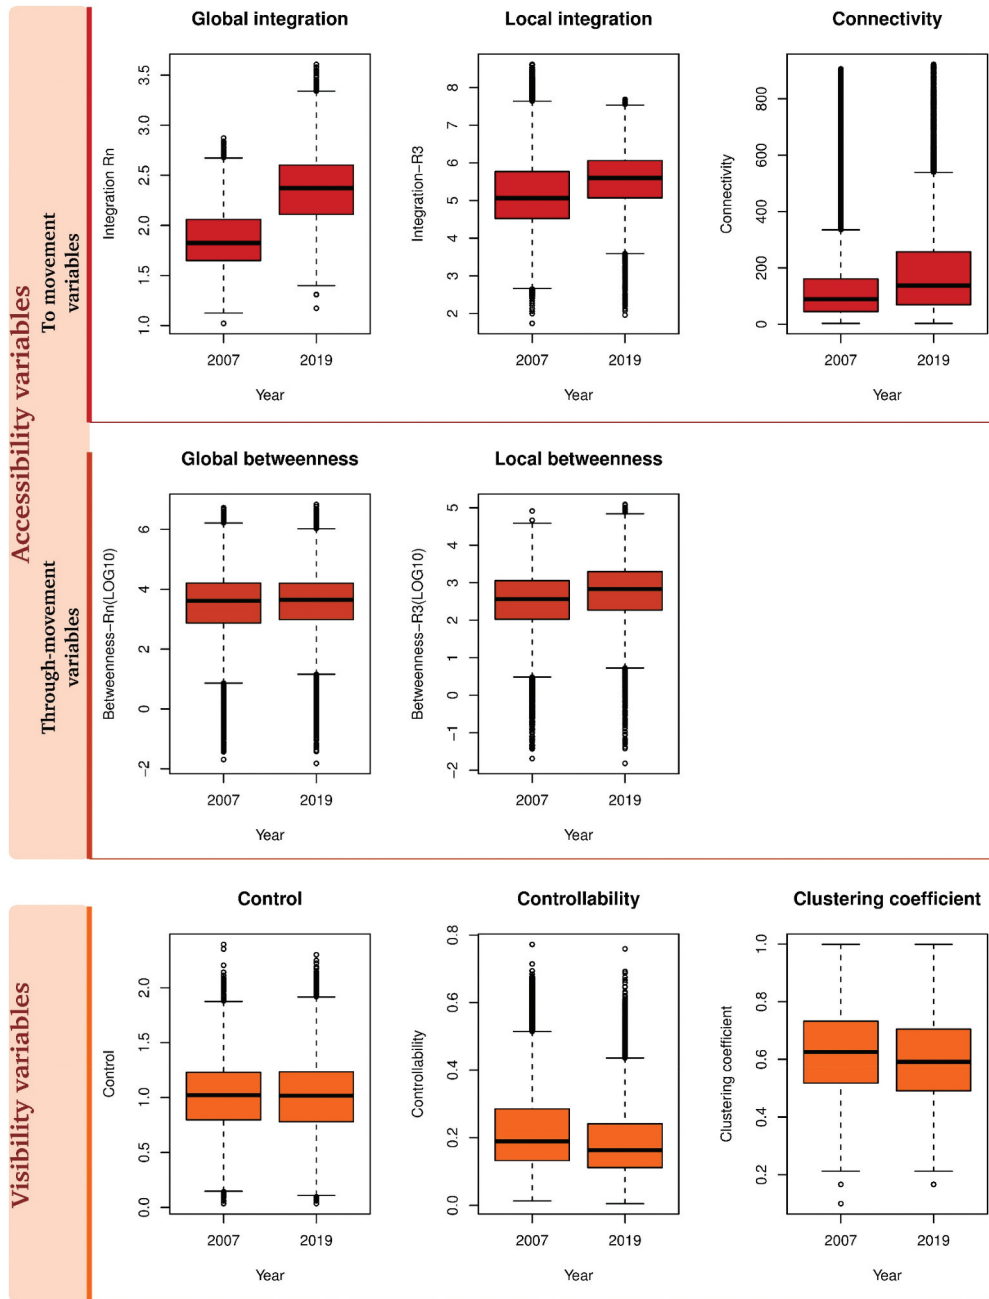 Accessibility variables
To movement
variables
Global integration
Integration Rn
3.5
3.0
2.5
2.0
1.5
1.0
2007 2019
Year
Local integration
Integration−R3
8
7
6
5
4
3
2
2007 2019
Year
Connectivity
Connectivity
800
600
400
200
0
2007 2019
Year
Through-movement
variables
Global betweenness
Betweenness−Rn(LOG10)
6
4
2
0
−2
2007 2019
Year
Local betweenness
Betweenness−R3(LOG10)
5
4
3
2
1
0
−1
−2
2007 2019
Year
Visibility variables
Control
Control
2.0
1.5
1.0
0.5
0.0
2007 2019
Year
Controllability
Controllability
0.8
0.6
0.4
0.2
0.0
2007 2019
Year
Clustering coefficient
Clustering coefficient
1.0
0.8
0.6
0.4
0.2
2007 2019
Year